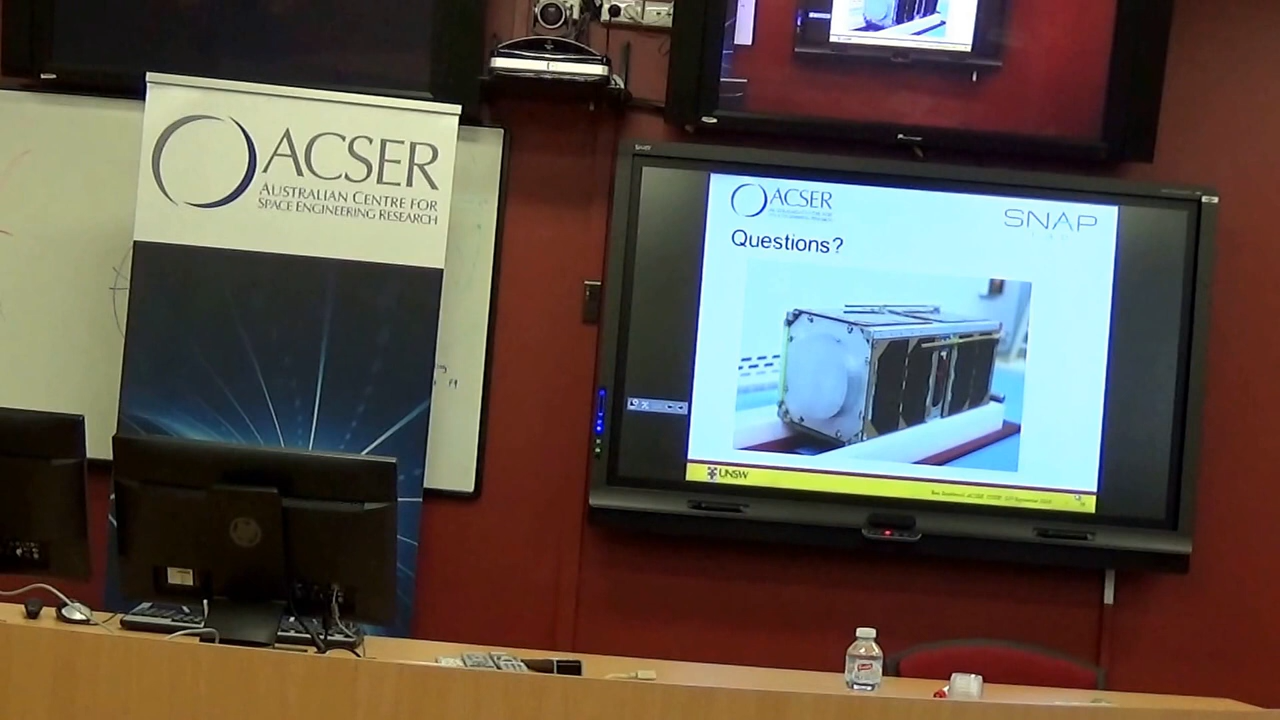 ACSER
AUSTRALIAN CENTRE FOR
SPACE ENGINEERING RESEARCH
ACSER
SNAP
Questions?
UNSW